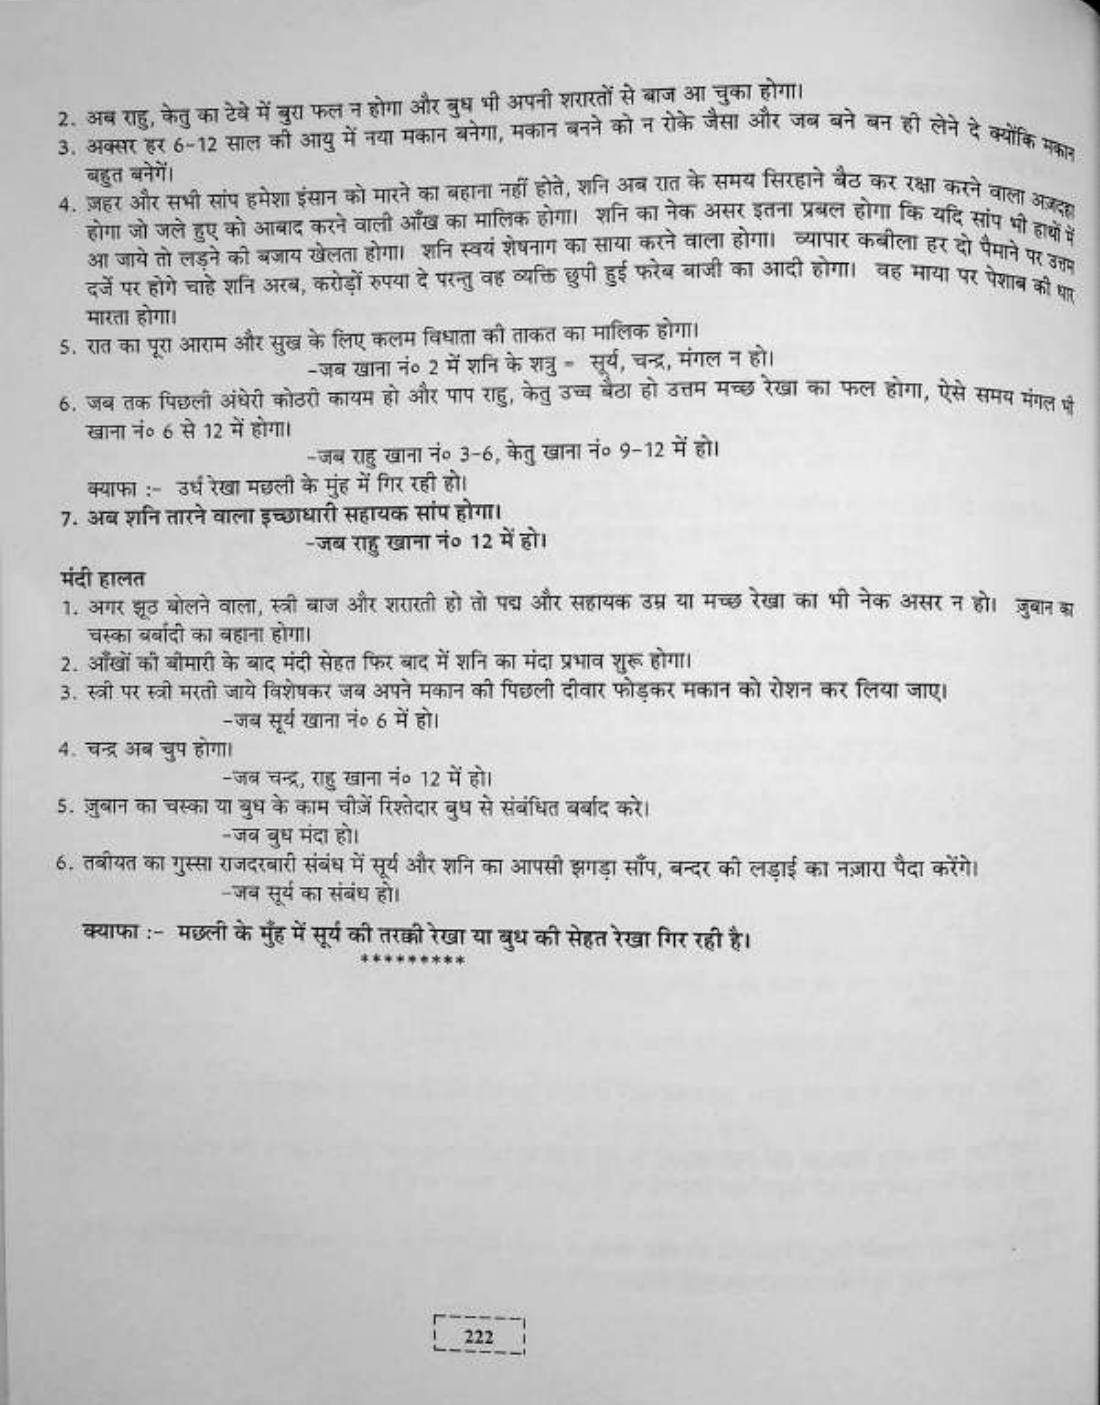 2. अब राहु, केतु का टेवे में बुरा फल न होगा और बुध भी अपनी शरारतों से बाज आ चुका होगा।
3. अक्सर हर 6-12 साल की आयु में नया मकान बनेगा, मकान बनने को न रोके जैसा और जब बने बन ही लेने दे क्योंकि मकान
बहुत बनेगें।
4. ज़हर और सभी सांप हमेशा इंसान को मारने का बहाना नहीं होते, शनि अब रात के समय सिरहाने बैठ कर रक्षा करने वाला अज़दहा
होगा जो जले हुए को आबाद करने वाली आँख का मालिक होगा। शनि का नेक असर इतना प्रबल होगा कि यदि सांप भी हाथों में
आ जाये तो लड़ने की बजाय खेलता होगा। शनि स्वयं शेषनाग का साया करने वाला होगा। व्यापार कबीला हर दो पैमाने पर उत्तम
दर्जे पर होगे चाहे शनि अरब, करोड़ों रुपया दे परन्तु वह व्यक्ति छुपी हुई फरेब बाजी का आदी होगा। वह माया पर पेशाब की धार
मारता होगा।
5. रात का पूरा आराम और सुख के लिए कलम विधाता की ताकत का मालिक होगा।
-जब खाना नं० 2 में शनि के शत्रु = सूर्य, चन्द्र, मंगल न हो।
6. जब तक पिछली अंधेरी कोठरी कायम हो और पाप राहु, केतु उच्च बैठा हो उत्तम मच्छ रेखा का फल होगा, ऐसे समय मंगल भी
खाना नं० 6 से 12 में होगा।
-जब राहु खाना नं० 3-6, केतु खाना नं० 9-12 में हो।
क्याफा :- उर्ध रेखा मछली के मुंह में गिर रही हो।
7. अब शनि तारने वाला इच्छाधारी सहायक सांप होगा।
-जब राहु खाना नं० 12 में हो।
मंदी हालत
1. अगर झूठ बोलने वाला, स्त्री बाज और शरारती हो तो पद्म और सहायक उम्र या मच्छ रेखा का भी नेक असर न हो। ज़ुबान का
चस्का बर्बादी का बहाना होगा।
2. आँखों की बीमारी के बाद मंदी सेहत फिर बाद में शनि का मंदा प्रभाव शुरू होगा।
3. स्त्री पर स्त्री मरती जाये विशेषकर जब अपने मकान की पिछली दीवार फोड़कर मकान को रोशन कर लिया जाए।
-जब सूर्य खाना नं० 6 में हो।
4. चन्द्र अब चुप होगा।
-जब चन्द्र, राहु खाना नं० 12 में हो।
5. ज़ुबान का चस्का या बुध के काम चीज़ें रिश्तेदार बुध से संबंधित बर्बाद करे।
-जब बुध मंदा हो।
6. तबीयत का गुस्सा राजदरबारी संबंध में सूर्य और शनि का आपसी झगड़ा साँप, बन्दर की लड़ाई का नज़ारा पैदा करेंगे।
-जब सूर्य का संबंध हो।
क्याफा :- मछली के मुँह में सूर्य की तरक्की रेखा या बुध की सेहत रेखा गिर रही है।
*********
222